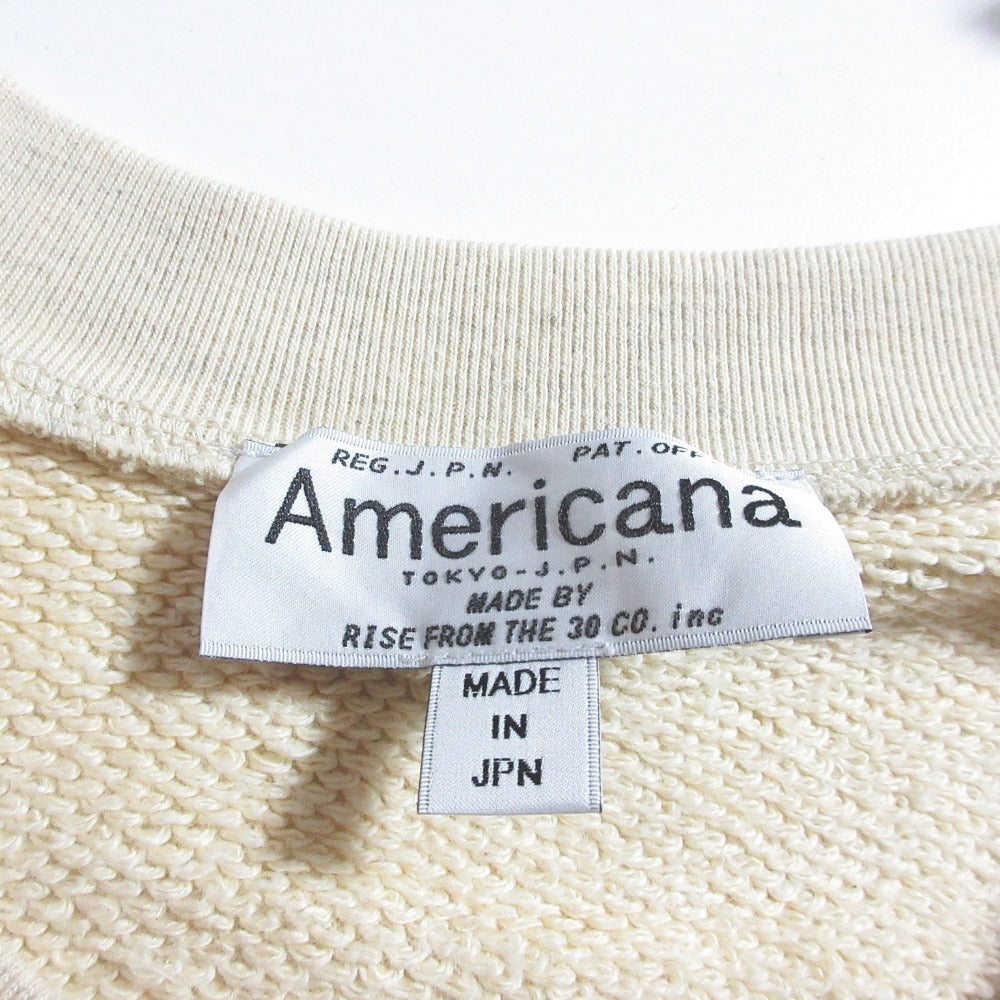 REG.J.P.N. PAT. OFF
Americana
TOKYO-J.P.N.
MADE BY
RISE FROM THE 30 CO. inc
MADE
IN
JPN